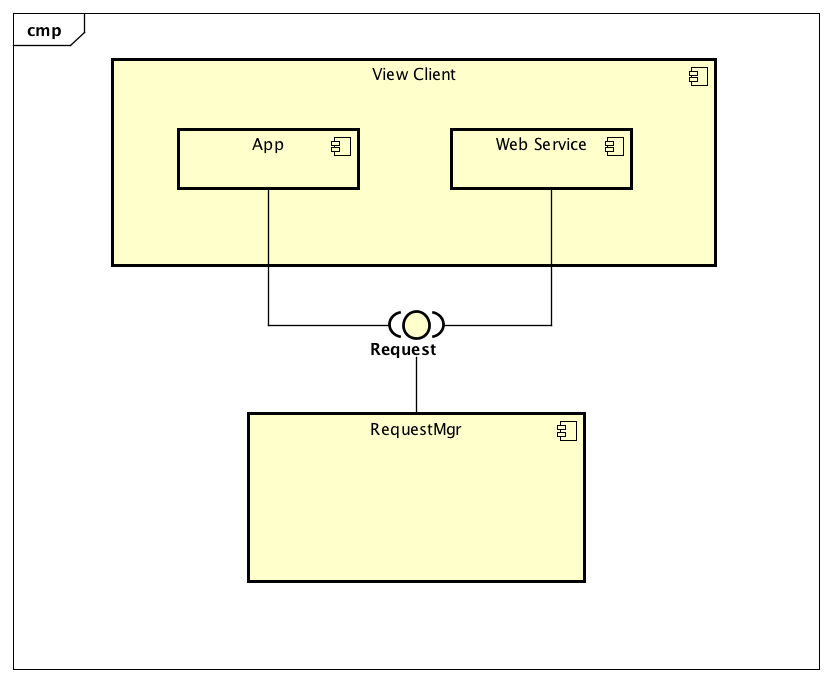 cmp
View Client
App
Web Service
Request
RequestMgr